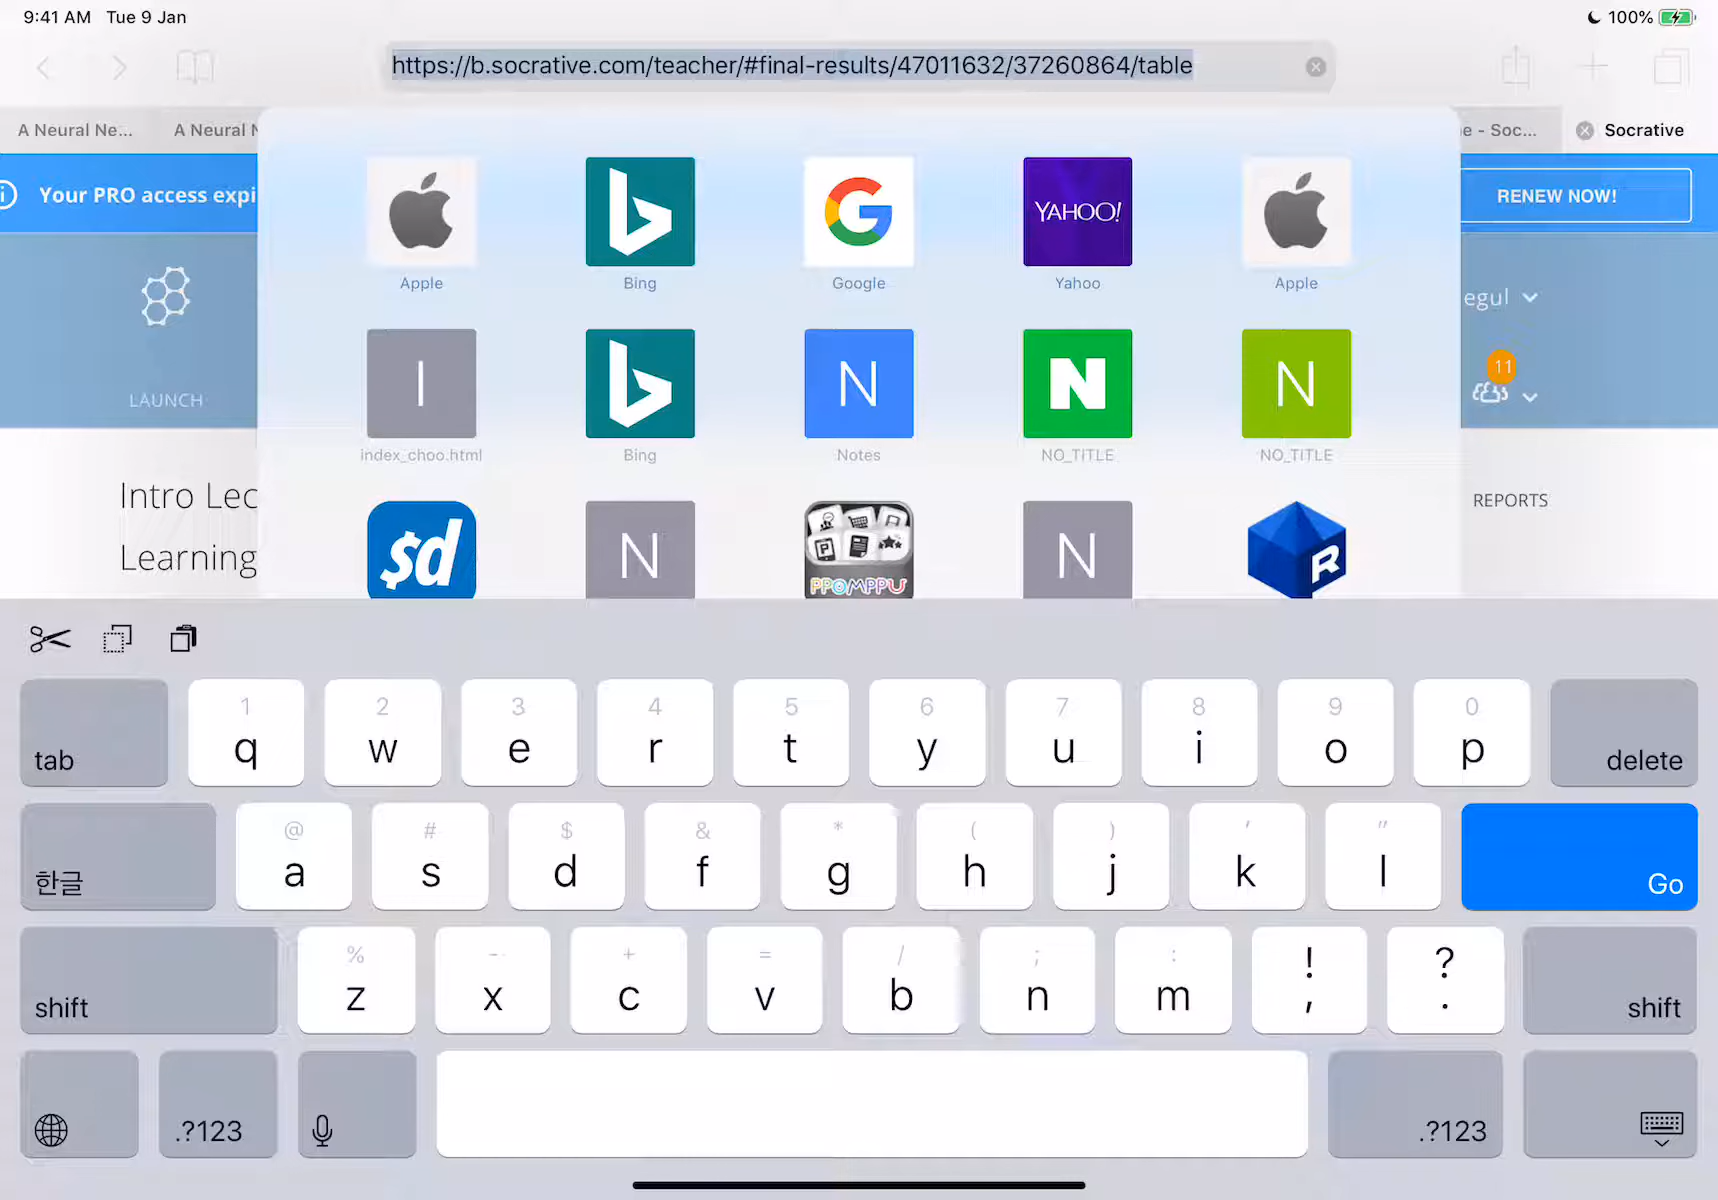 9:41 AM Tue 9 Jan
100%
https://b.socrative.com/teacher/#final-results/47011632/37260864/table
A Neural Ne...
A Neural N
e - Soc...
Socrative
Your PRO access expi
RENEW NOW!
YAHOO!
Apple
Bing
Google
Yahoo
Apple
egul
11
LAUNCH
I
N
N
N
index_choo.html
Bing
Notes
NO_TITLE
NO_TITLE
Intro Lec
Learning
REPORTS
$d
N
PPOMPPU
N
R
tab
1 q
2 w
3 e
4 r
5 t
6 y
7 u
8 i
9 o
0 p
delete
한글
@ a
# s
$ d
& f
* g
( h
) j
' k
" l
Go
shift
% z
- x
+ c
= v
/ b
; n
: m
! ,
? .
shift
.?123
.?123